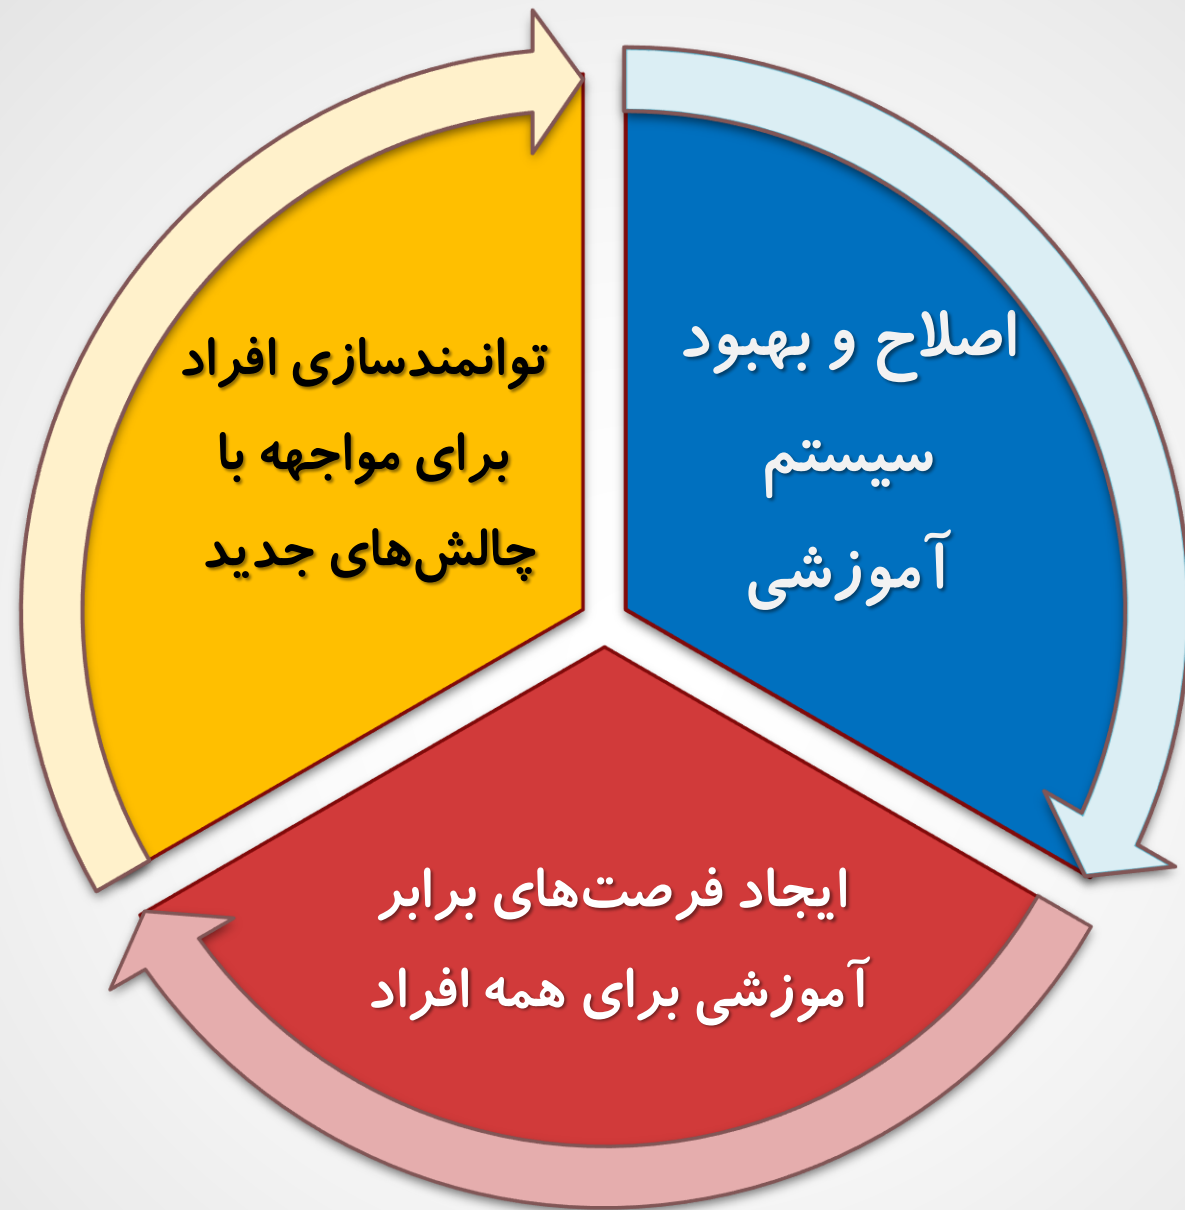 اصلاح و بهبود
سیستم
آموزشی
ایجاد فرصت‌های برابر
آموزشی برای همه افراد
توانمندسازی افراد
برای مواجهه با
چالش‌های جدید